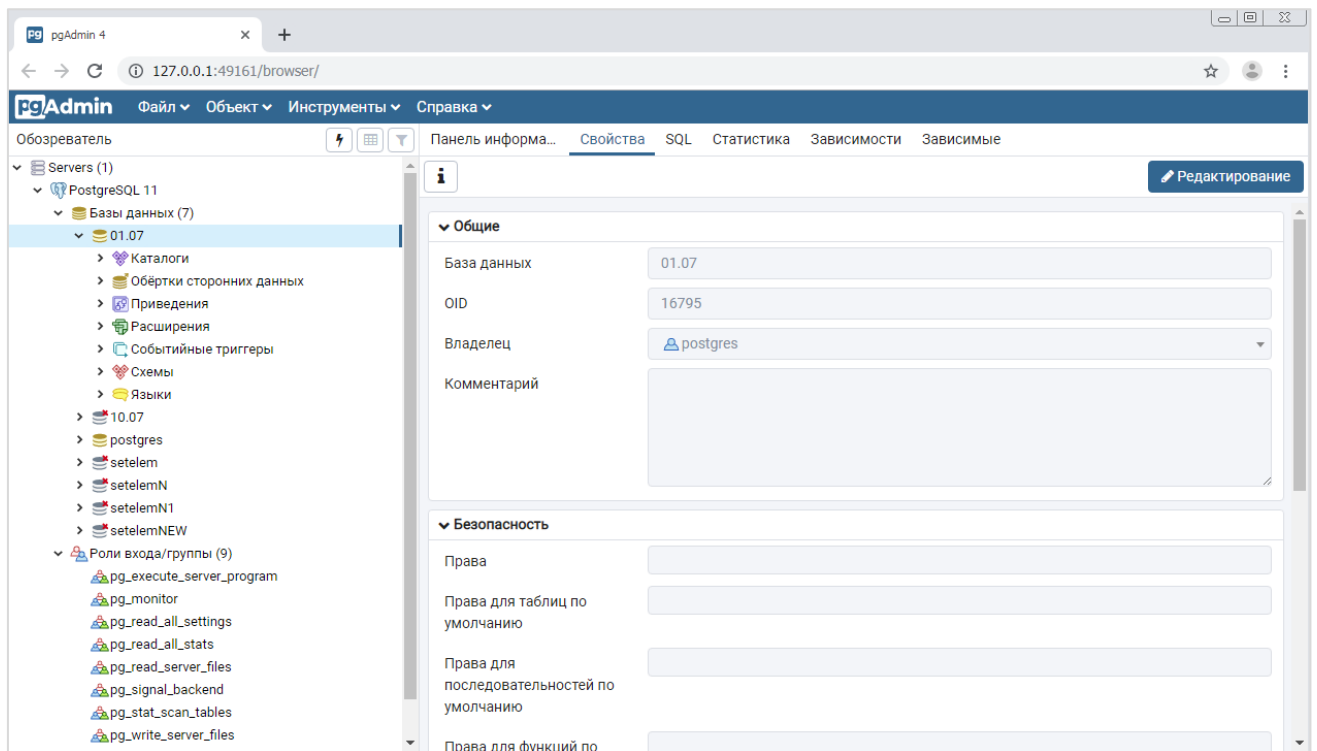 pgAdmin 4
127.0.0.1:49161/browser/
pgAdmin Файл Объект Инструменты Справка
Обозреватель
Панель информа... Свойства SQL Статистика Зависимости Зависимые
Servers (1)
PostgreSQL 11
Базы данных (7)
01.07
Каталоги
Обёртки сторонних данных
Приведения
Расширения
Событийные триггеры
Схемы
Языки
10.07
postgres
setelem
setelemN
setelemN1
setelemNEW
Роли входа/группы (9)
pg_execute_server_program
pg_monitor
pg_read_all_settings
pg_read_all_stats
pg_read_server_files
pg_signal_backend
pg_stat_scan_tables
pg_write_server_files
Редактирование
Общие
База данных 01.07
OID 16795
Владелец postgres
Комментарий
Безопасность
Права
Права для таблиц по
умолчанию
Права для
последовательностей по
умолчанию
Права для функций по